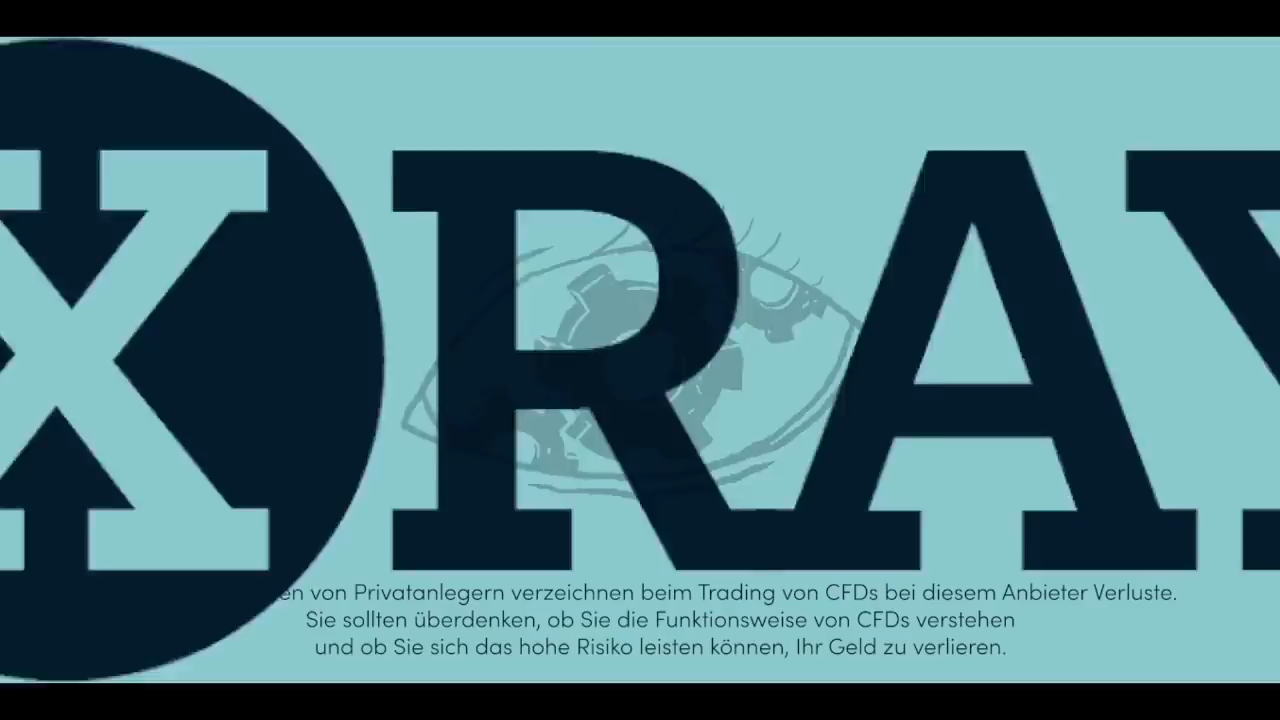 X RAY
en von Privatanlegern verzeichnen beim Trading von CFDs bei diesem Anbieter Verluste.
Sie sollten überdenken, ob Sie die Funktionsweise von CFDs verstehen
und ob Sie sich das hohe Risiko leisten können, Ihr Geld zu verlieren.